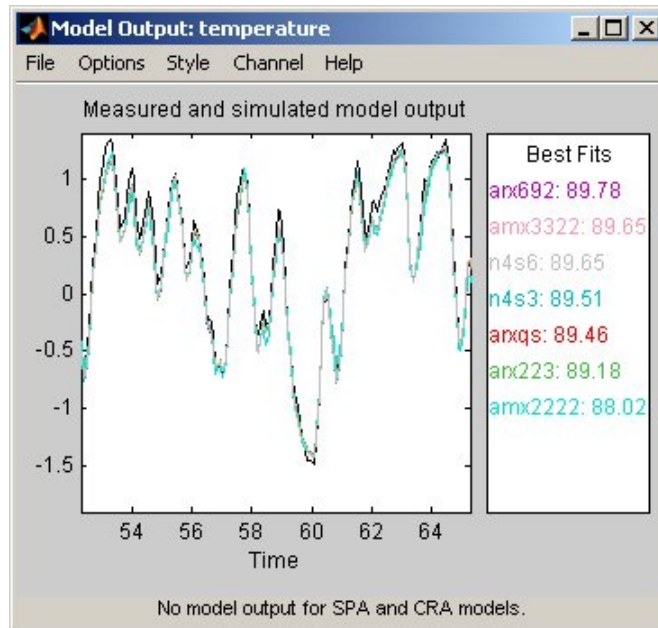 Model Output: temperature
File Options Style Channel Help
Measured and simulated model output
1
0.5
0
-0.5
-1
-1.5
54 56 58 60 62 64
Time
Best Fits
arx692: 89.78
amx3322: 89.65
n4s6: 89.65
n4s3: 89.51
arxqs: 89.46
arx223: 89.18
amx2222: 88.02
No model output for SPA and CRA models.